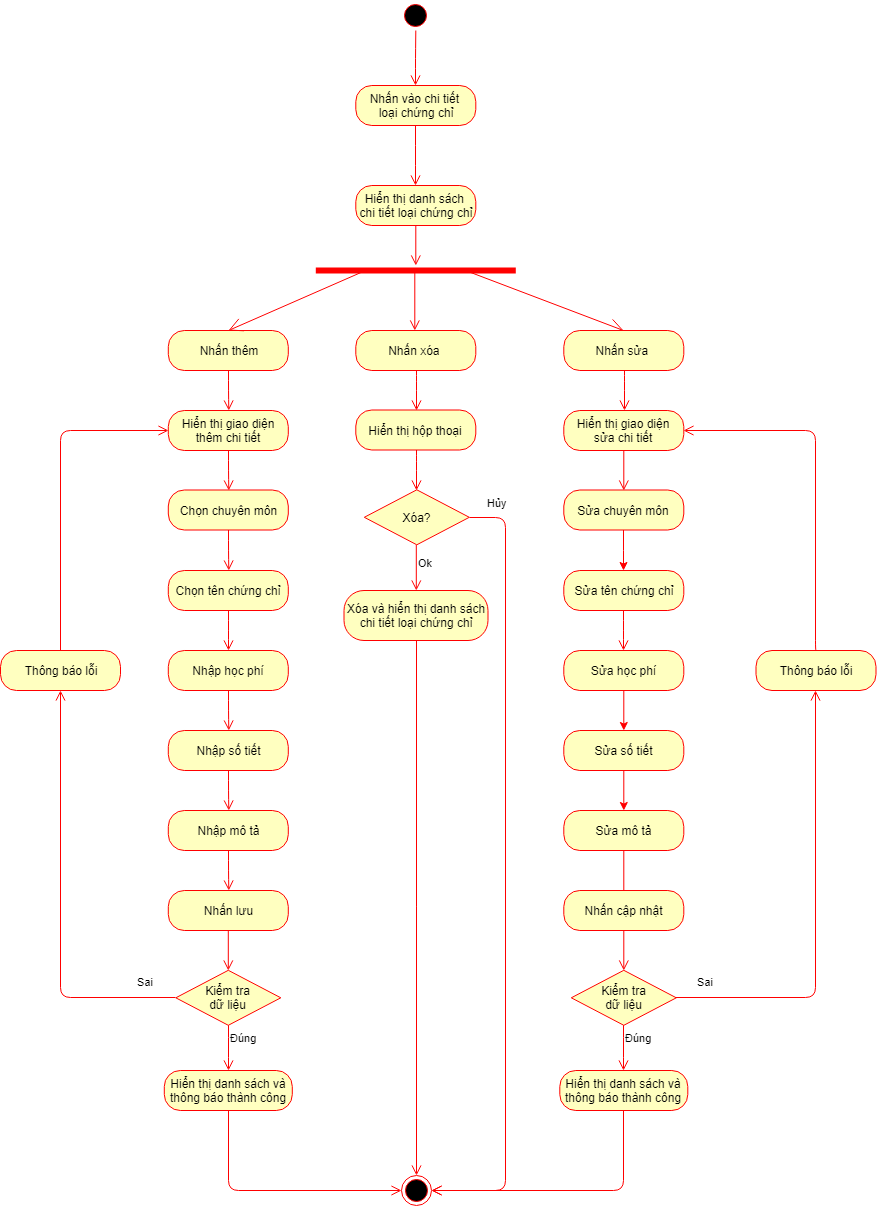 Nhấn vào chi tiết
loại chứng chỉ
Hiển thị danh sách
chi tiết loại chứng chỉ
Nhấn thêm
Nhấn xóa
Nhấn sửa
Hiển thị giao diện
thêm chi tiết
Hiển thị hộp thoại
Hiển thị giao diện
sửa chi tiết
Chọn chuyên môn
Xóa?
Hủy
Sửa chuyên môn
Ok
Chọn tên chứng chỉ
Xóa và hiển thị danh sách
chi tiết loại chứng chỉ
Sửa tên chứng chỉ
Thông báo lỗi
Nhập học phí
Sửa học phí
Thông báo lỗi
Nhập số tiết
Sửa số tiết
Nhập mô tả
Sửa mô tả
Nhấn lưu
Nhấn cập nhật
Sai
Kiểm tra
dữ liệu
Kiểm tra
dữ liệu
Sai
Đúng
Đúng
Hiển thị danh sách và
thông báo thành công
Hiển thị danh sách và
thông báo thành công